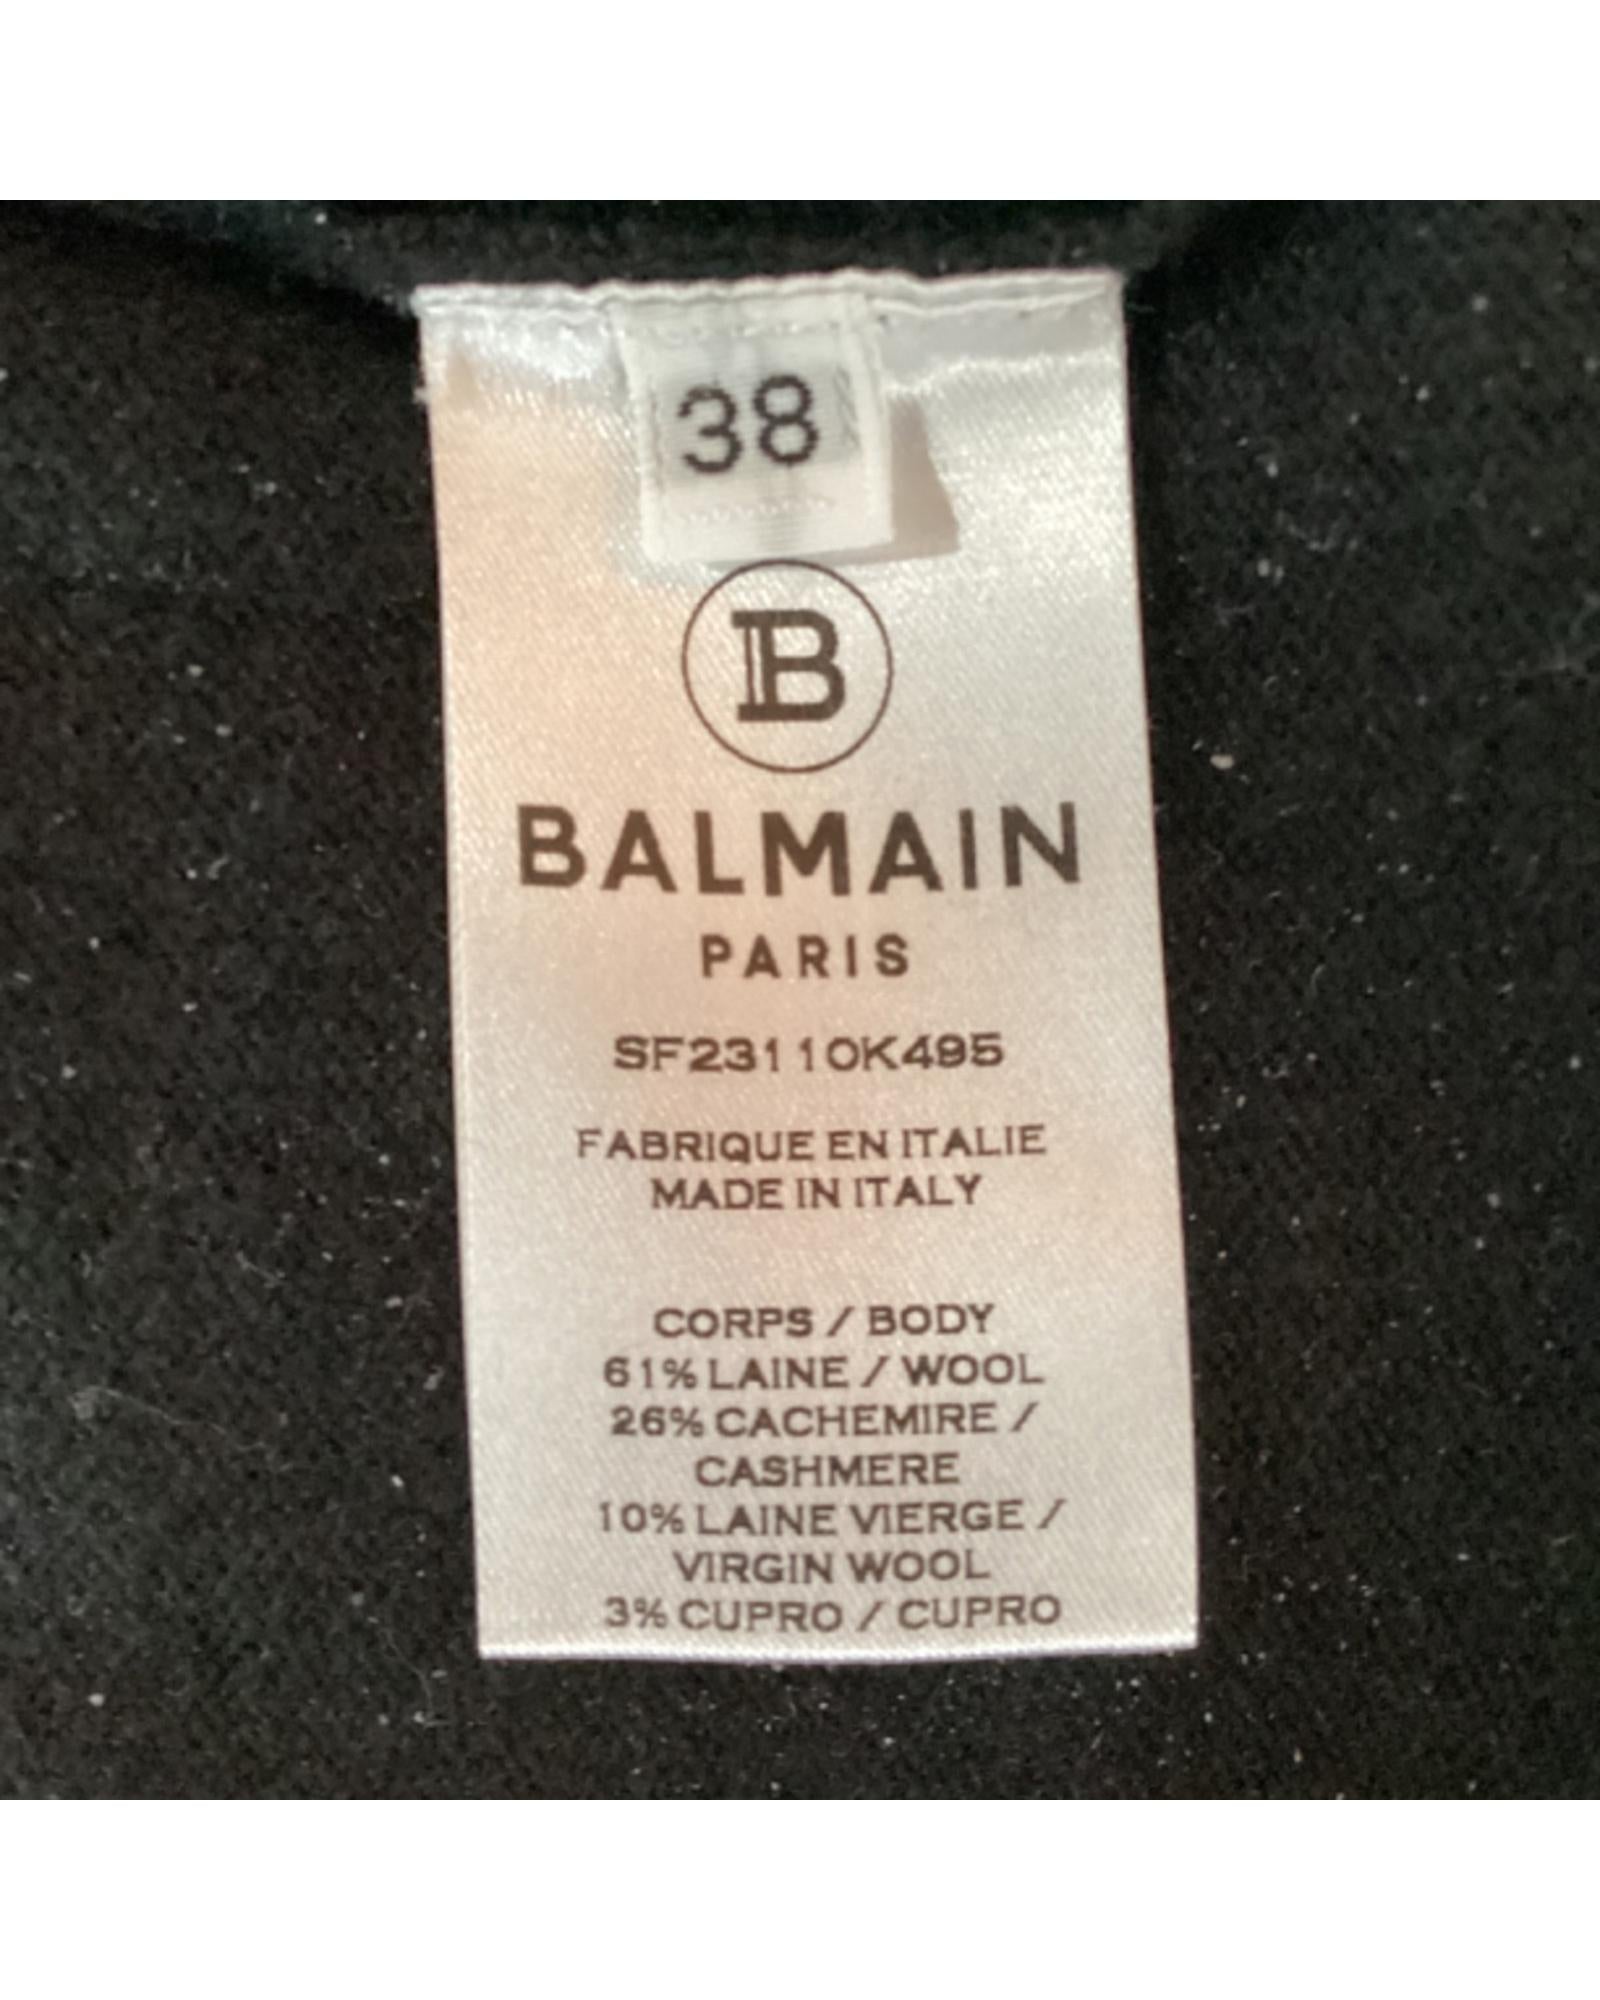 38
B
BALMAIN
PARIS
SF23110K495
FABRIQUE EN ITALIE
MADE IN ITALY
CORPS / BODY
61% LAINE / WOOL
26% CACHEMIRE /
CASHMERE
10% LAINE VIERGE /
VIRGIN WOOL
3% CUPRO / CUPRO